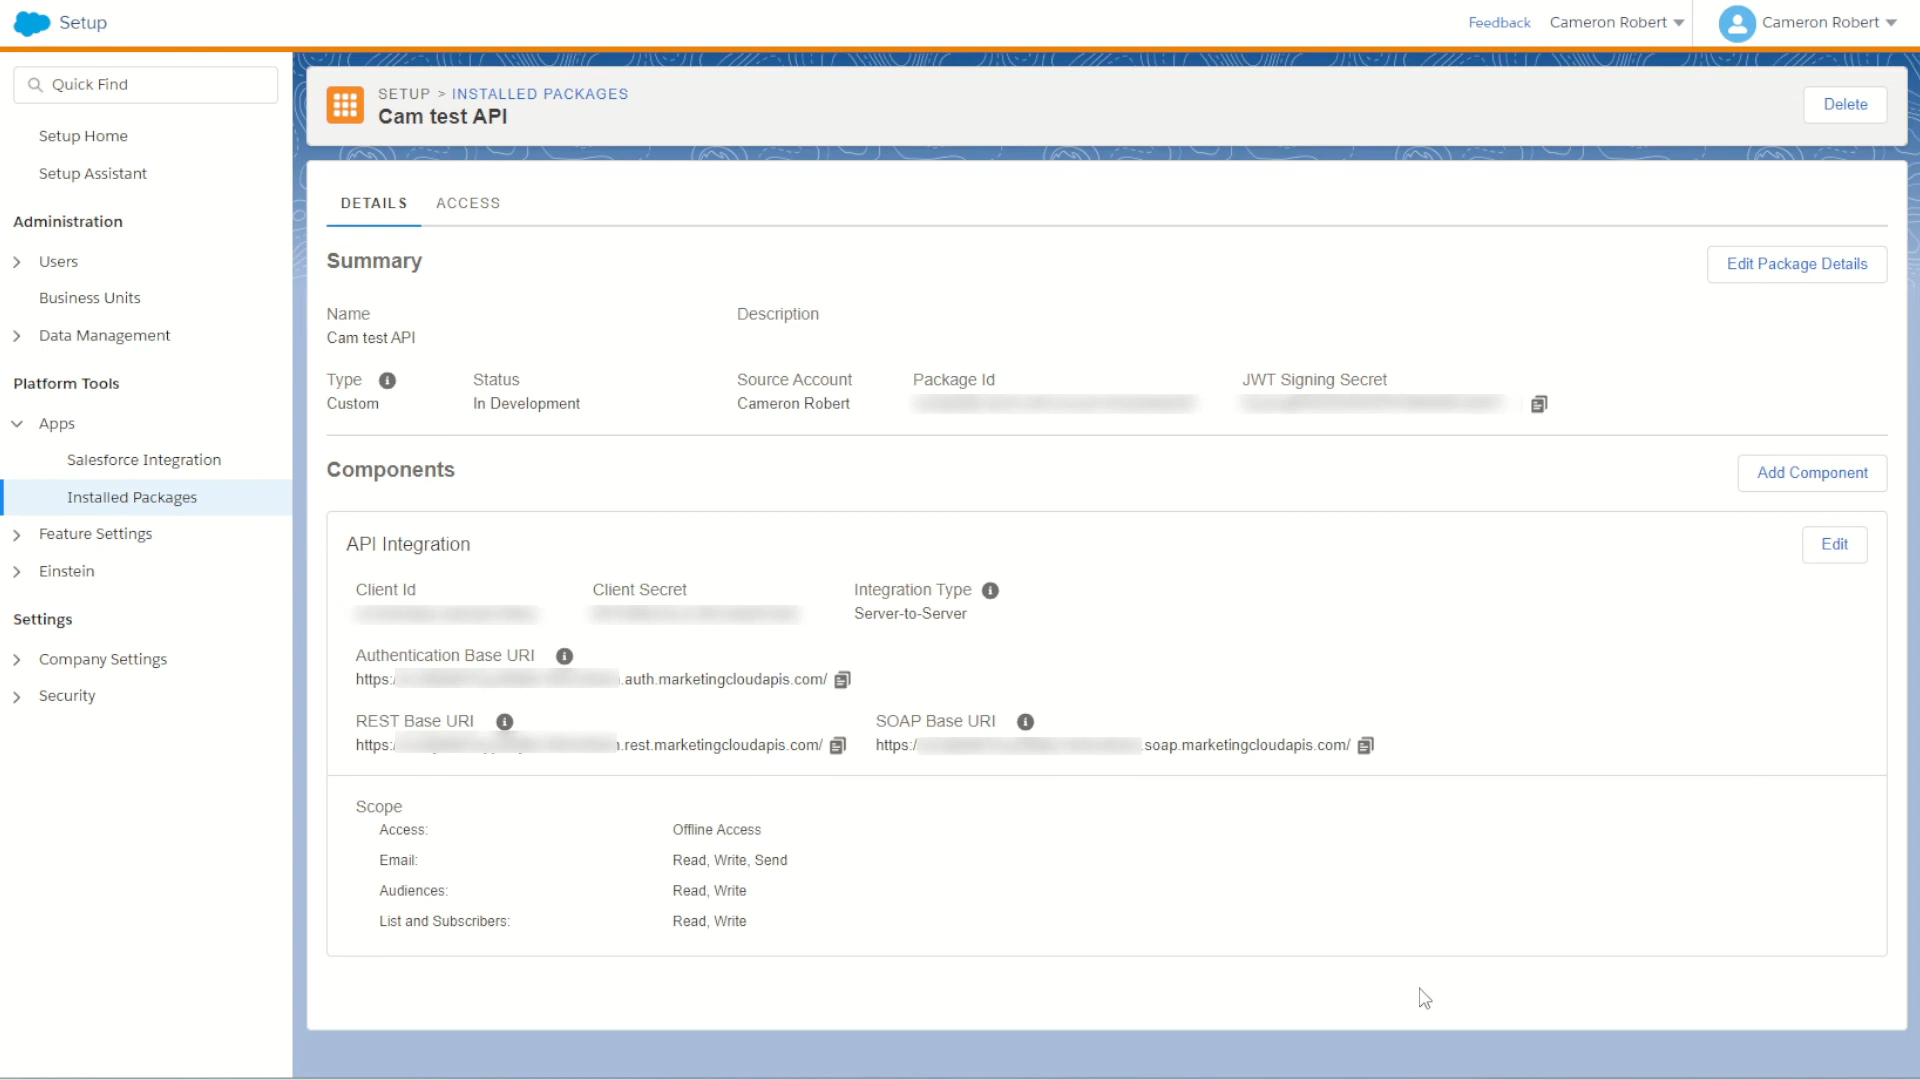 Setup
Feedback
Cameron Robert
Cameron Robert
Quick Find
Setup Home
Setup Assistant
Administration
Users
Business Units
Data Management
Platform Tools
Apps
Salesforce Integration
Installed Packages
Feature Settings
Einstein
Settings
Company Settings
Security
SETUP > INSTALLED PACKAGES
Cam test API
Delete
DETAILS
ACCESS
Summary
Edit Package Details
Name
Cam test API
Description
Type
Custom
Status
In Development
Source Account
Cameron Robert
Package Id
JWT Signing Secret
Components
Add Component
API Integration
Edit
Client Id
Client Secret
Integration Type
Server-to-Server
Authentication Base URI
https:/ .auth.marketingcloudapis.com/
REST Base URI
https:/ .rest.marketingcloudapis.com/
SOAP Base URI
https:/ .soap.marketingcloudapis.com/
Scope
Access: Offline Access
Email: Read, Write, Send
Audiences: Read, Write
List and Subscribers: Read, Write